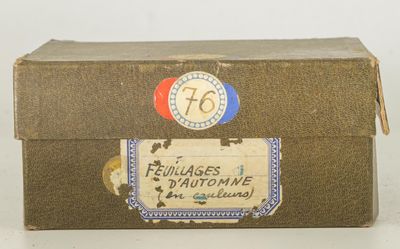 76
FEUILLAGES
D'AUTOMNE
(en couleurs)